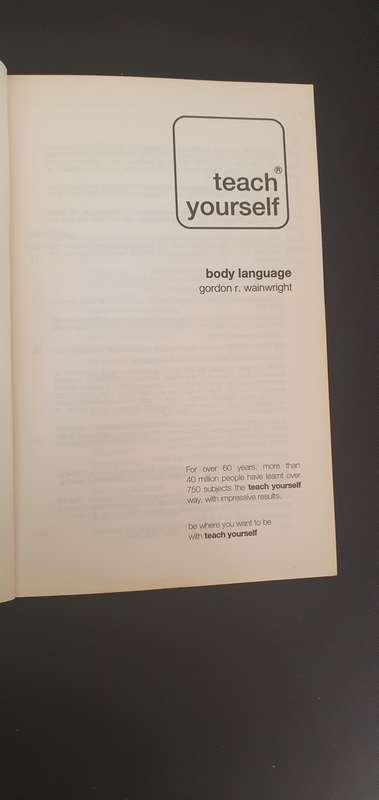 teach®
yourself
body language
gordon r. wainwright
For over 60 years, more than
40 million people have learnt over
750 subjects the teach yourself
way, with impressive results.
be where you want to be
with teach yourself